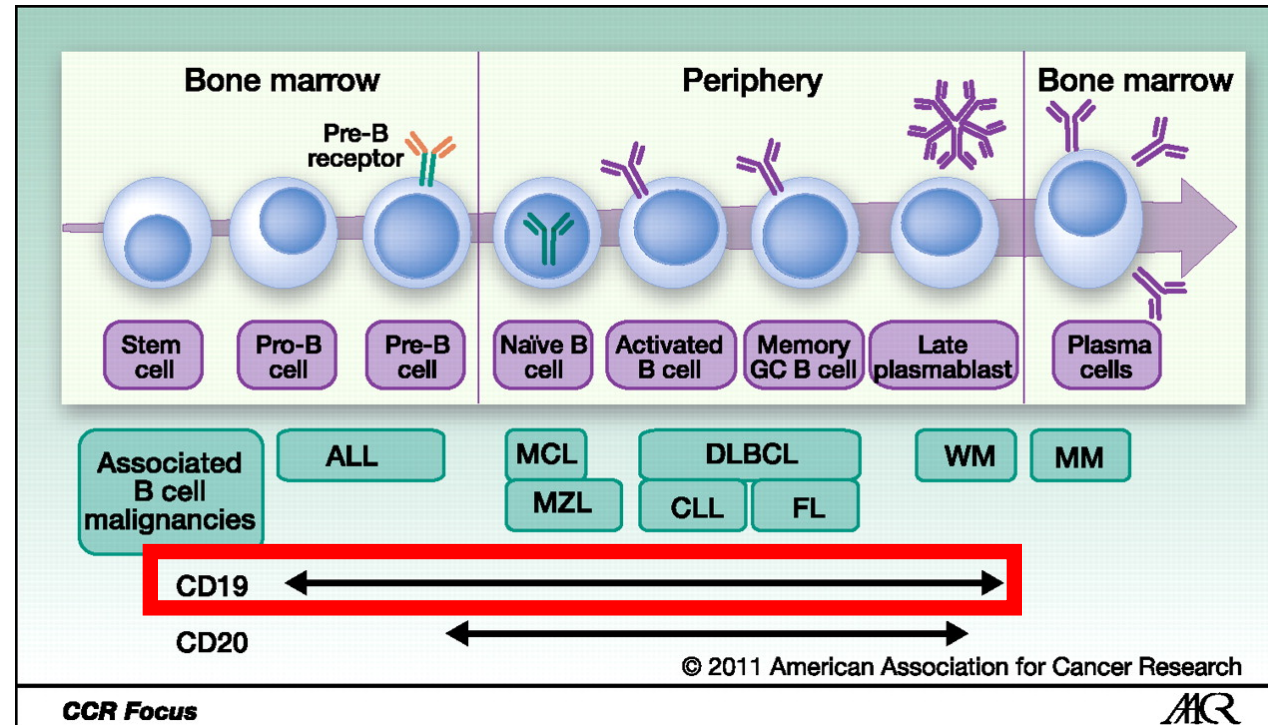 Bone marrow
Periphery
Bone marrow
Pre-B
receptor
Stem
cell
Pro-B
cell
Pre-B
cell
Naïve B
cell
Activated
B cell
Memory
GC B cell
Late
plasmablast
Plasma
cells
Associated
B cell
malignancies
ALL
MCL
MZL
DLBCL
CLL
FL
WM
MM
CD19
CD20
© 2011 American Association for Cancer Research
CCR Focus
AACR